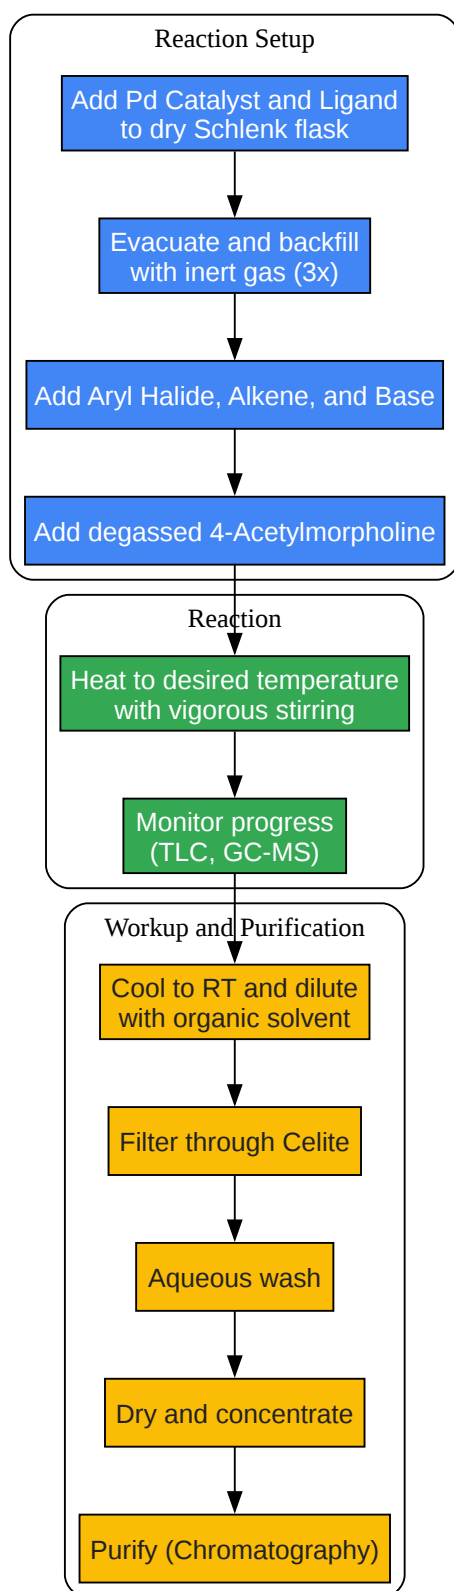 Reaction Setup
Add Pd Catalyst and Ligand
to dry Schlenk flask
Evacuate and backfill
with inert gas (3x)
Add Aryl Halide, Alkene, and Base
Add degassed 4-Acetylmorpholine
Reaction
Heat to desired temperature
with vigorous stirring
Monitor progress
(TLC, GC-MS)
Workup and Purification
Cool to RT and dilute
with organic solvent
Filter through Celite
Aqueous wash
Dry and concentrate
Purify (Chromatography)